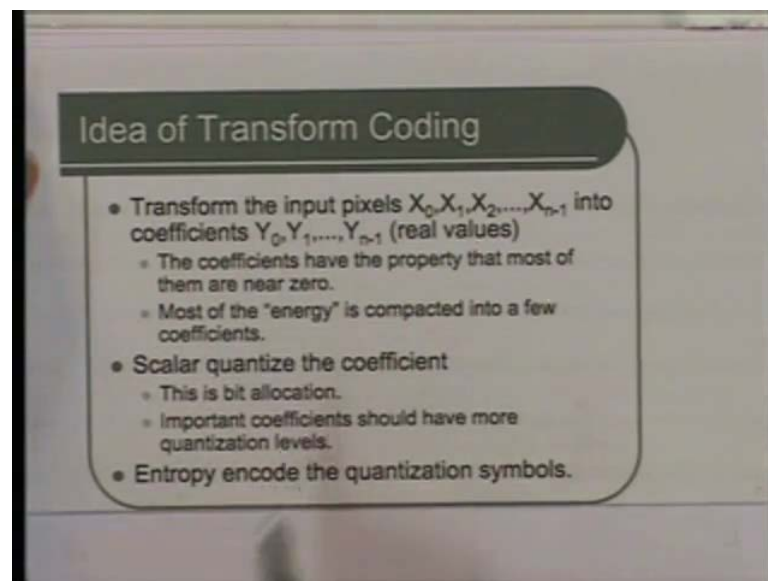 Idea of Transform Coding
• Transform the input pixels X0,X1,X2,...,Xn-1 into
coefficients Y0,Y1,...,Yn-1 (real values)
• The coefficients have the property that most of
them are near zero.
• Most of the "energy" is compacted into a few
coefficients.
• Scalar quantize the coefficient
• This is bit allocation.
• Important coefficients should have more
quantization levels.
• Entropy encode the quantization symbols.